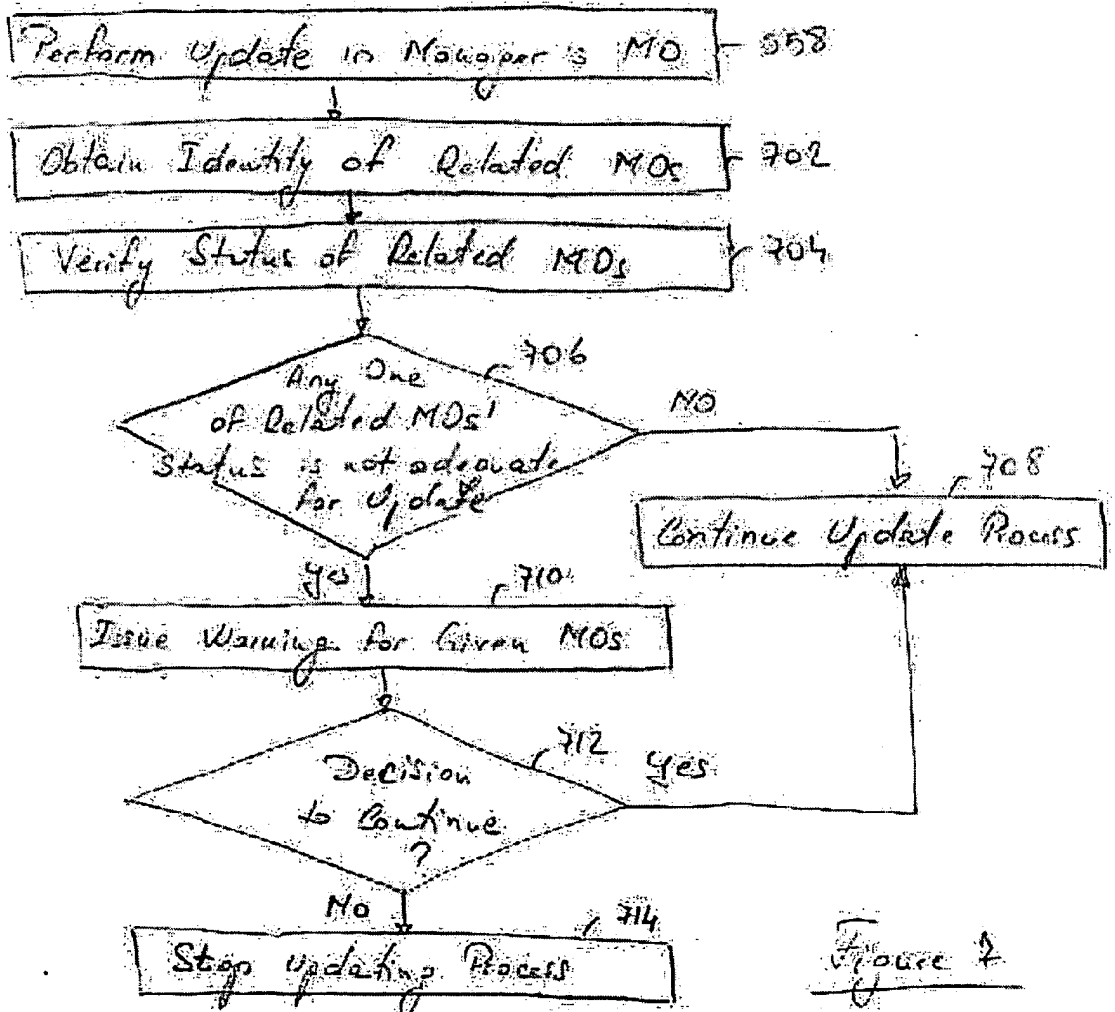 Perform Update in Manager's MO 558
Obtain Identity of Related MOs 702
Verify Status of Related MOs 704
706
Any One
of Related MOs'
Status is not adequate
for Update
NO
708
Continue Update Process
Yes
710
Issue Warning for Given MOs
712
Decision
to Continue
?
Yes
No
714
Stop Updating Process
Figure 7